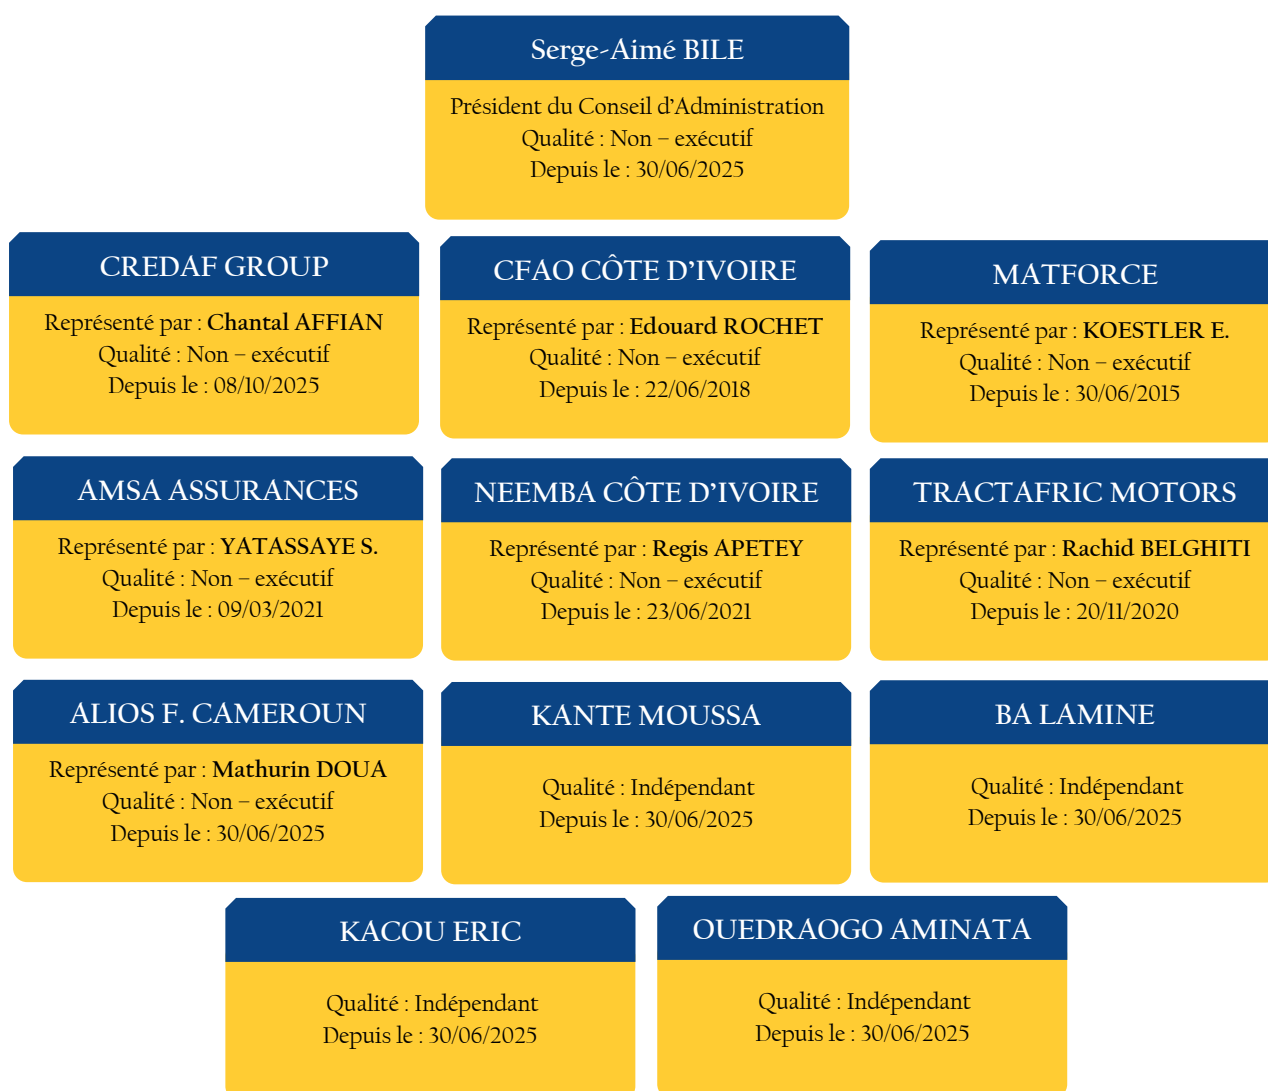 Serge-Aimé BILE
Président du Conseil d’Administration
Qualité : Non – exécutif
Depuis le : 30/06/2025
CREDAF GROUP
Représenté par : Chantal AFFIAN
Qualité : Non – exécutif
Depuis le : 08/10/2025
CFAO CÔTE D’IVOIRE
Représenté par : Edouard ROCHET
Qualité : Non – exécutif
Depuis le : 22/06/2018
MATFORCE
Représenté par : KOESTLER E.
Qualité : Non – exécutif
Depuis le : 30/06/2015
AMSA ASSURANCES
Représenté par : YATASSAYE S.
Qualité : Non – exécutif
Depuis le : 09/03/2021
NEEMBA CÔTE D’IVOIRE
Représenté par : Regis APETEY
Qualité : Non – exécutif
Depuis le : 23/06/2021
TRACTAFRIC MOTORS
Représenté par : Rachid BELGHITI
Qualité : Non – exécutif
Depuis le : 20/11/2020
ALIOS F. CAMEROUN
Représenté par : Mathurin DOUA
Qualité : Non – exécutif
Depuis le : 30/06/2025
KANTE MOUSSA
Qualité : Indépendant
Depuis le : 30/06/2025
BA LAMINE
Qualité : Indépendant
Depuis le : 30/06/2025
KACOU ERIC
Qualité : Indépendant
Depuis le : 30/06/2025
OUEDRAOGO AMINATA
Qualité : Indépendant
Depuis le : 30/06/2025